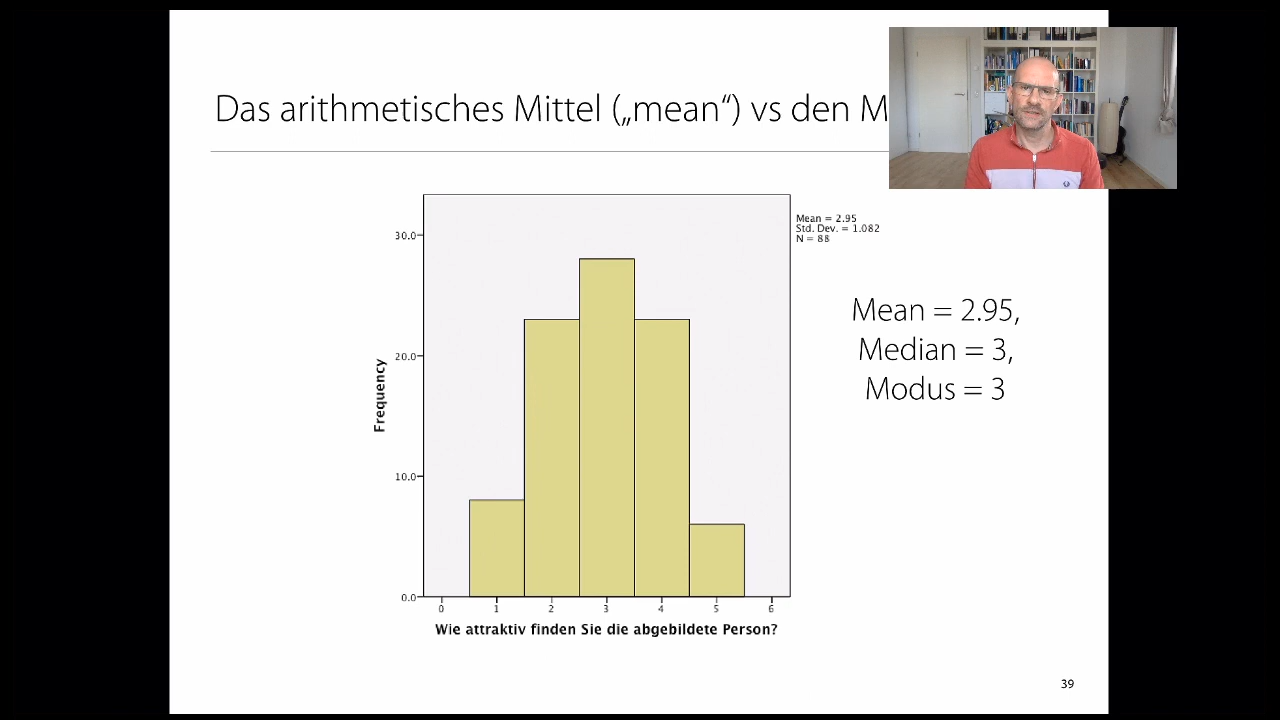 Das arithmetisches Mittel („mean“) vs den M
Mean = 2.95
Std. Dev. = 1.082
N = 88
30.0
20.0
10.0
0.0
Frequency
0 1 2 3 4 5 6
Wie attraktiv finden Sie die abgebildete Person?
Mean = 2.95,
Median = 3,
Modus = 3
39